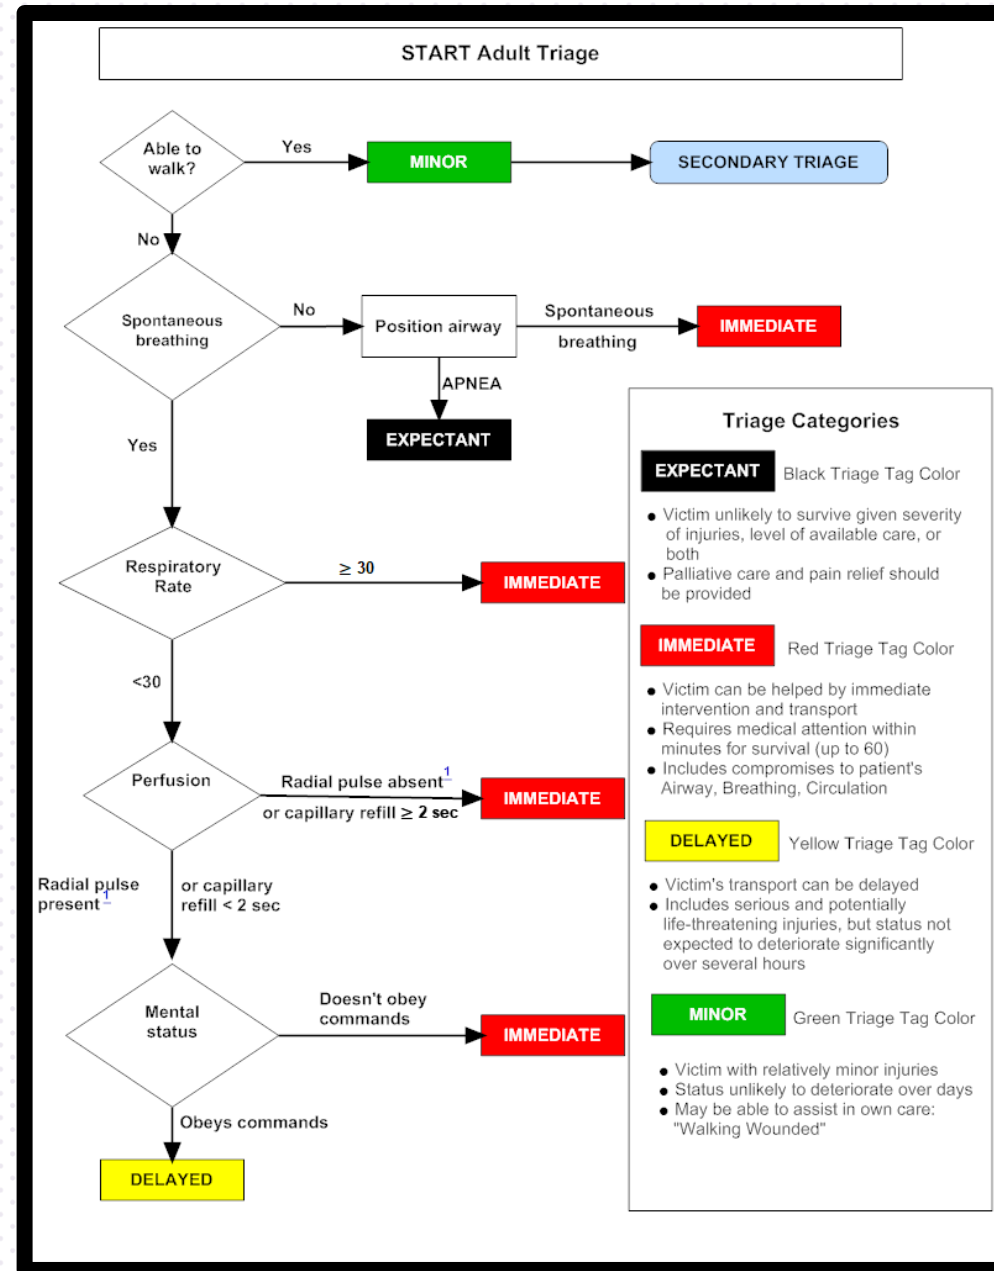 START Adult Triage
Able to
walk?
Yes
MINOR
SECONDARY TRIAGE
No
Spontaneous
breathing
No
Position airway
Spontaneous
breathing
IMMEDIATE
APNEA
EXPECTANT
Yes
Respiratory
Rate
≥ 30
IMMEDIATE
<30
Perfusion
Radial pulse absent1
or capillary refill ≥ 2 sec
IMMEDIATE
Radial pulse
present 1
or capillary
refill < 2 sec
Mental
status
Doesn't obey
commands
IMMEDIATE
Obeys commands
DELAYED
Triage Categories
EXPECTANT Black Triage Tag Color
● Victim unlikely to survive given severity
of injuries, level of available care, or
both
● Palliative care and pain relief should
be provided
IMMEDIATE Red Triage Tag Color
● Victim can be helped by immediate
intervention and transport
● Requires medical attention within
minutes for survival (up to 60)
● Includes compromises to patient's
Airway, Breathing, Circulation
DELAYED Yellow Triage Tag Color
● Victim's transport can be delayed
● Includes serious and potentially
life-threatening injuries, but status not
expected to deteriorate significantly
over several hours
MINOR Green Triage Tag Color
● Victim with relatively minor injuries
● Status unlikely to deteriorate over days
● May be able to assist in own care:
"Walking Wounded"